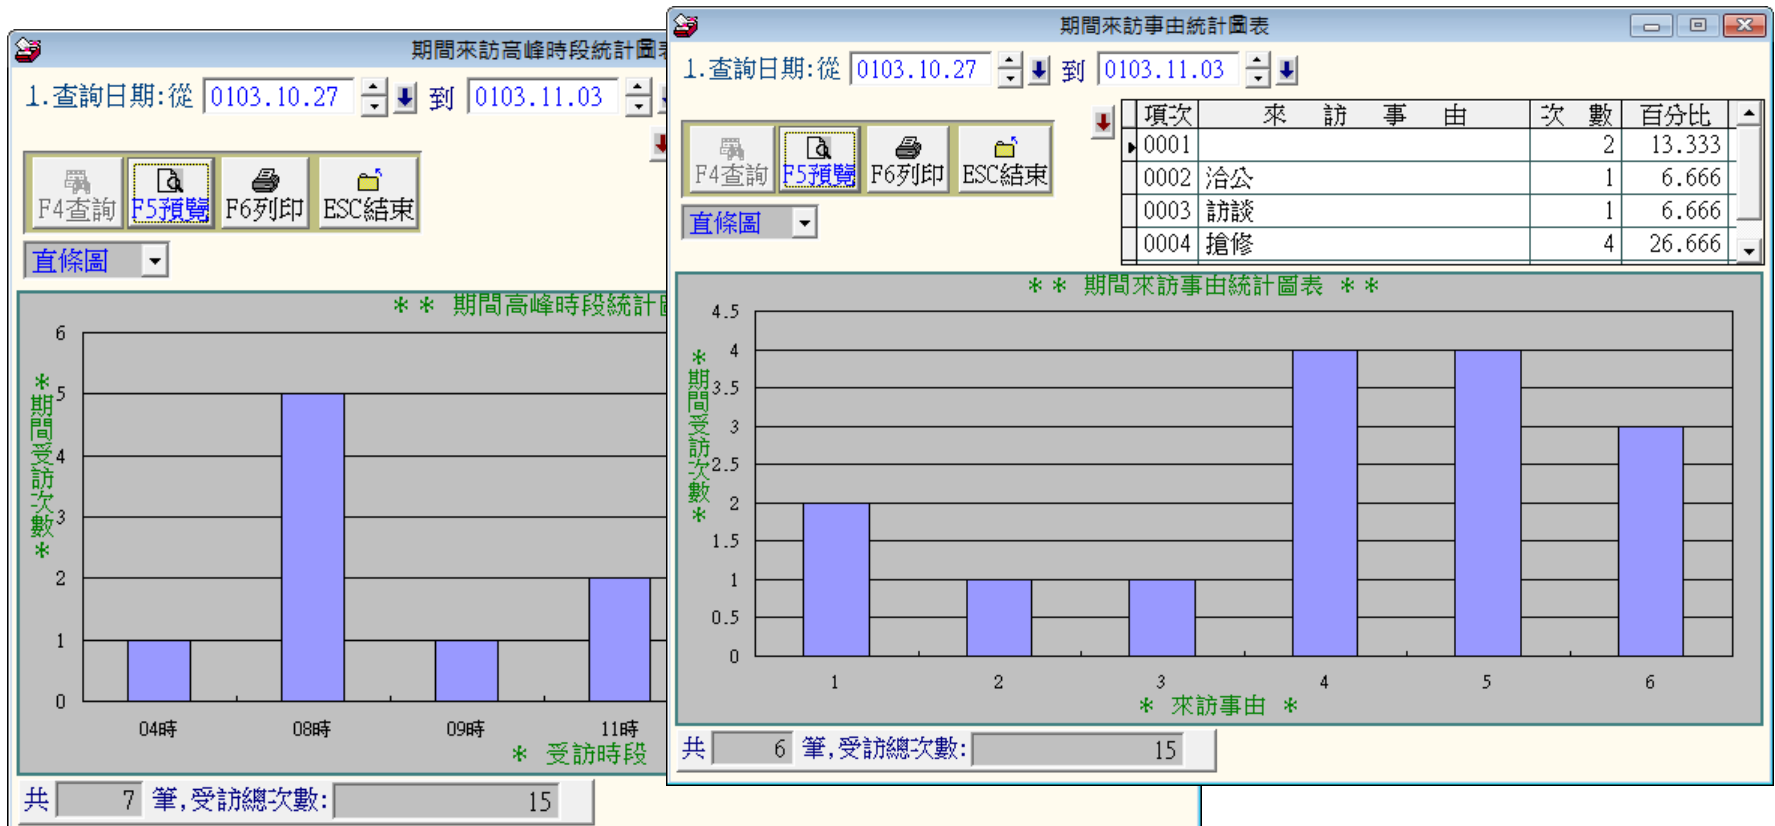 期間來訪高峰時段統計圖
1.查詢日期:從 0103.10.27 到 0103.11.03
F4查詢 F5預覽 F6列印 ESC結束
直條圖
** 期間高峰時段統計
*期間受訪次數*
6
5
4
3
2
1
0
04時 08時 09時 11時
* 受訪時段
共 7 筆,受訪總次數: 15
期間來訪事由統計圖表
1.查詢日期:從 0103.10.27 到 0103.11.03
F4查詢 F5預覽 F6列印 ESC結束
直條圖
項次 來訪事由 次數 百分比
0001 2 13.333
0002 洽公 1 6.666
0003 訪談 1 6.666
0004 搶修 4 26.666
** 期間來訪事由統計圖表 **
*期間受訪次數*
4.5
4
3.5
3
2.5
2
1.5
1
0.5
0
1 2 3 4 5 6
* 來訪事由 *
共 6 筆,受訪總次數: 15